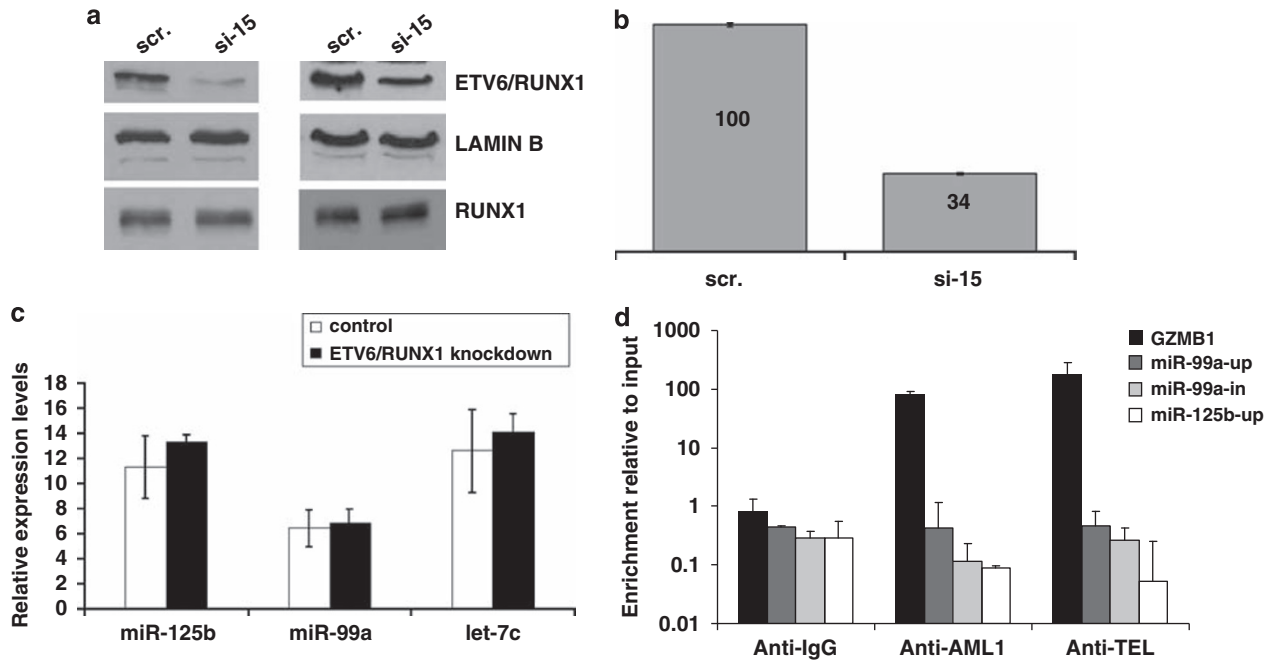 a
scr. si-15 scr. si-15
ETV6/RUNX1
LAMIN B
RUNX1
b
100
34
scr. si-15
c
control
ETV6/RUNX1 knockdown
Relative expression levels
18
16
14
12
10
8
6
4
2
0
miR-125b miR-99a let-7c
d
Enrichment relative to input
1000
100
10
1
0.1
0.01
Anti-IgG Anti-AML1 Anti-TEL
GZMB1
miR-99a-up
miR-99a-in
miR-125b-up